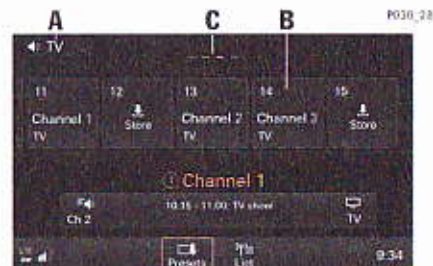 A C B
P030_28
TV
11 12 13 14 15
Channel 1 Store Channel 2 Channel 3 Store
TV TV TV
Channel 1
10:15 - 11:00: TV show
Ch 2 TV
LTE
Presets List 9:34